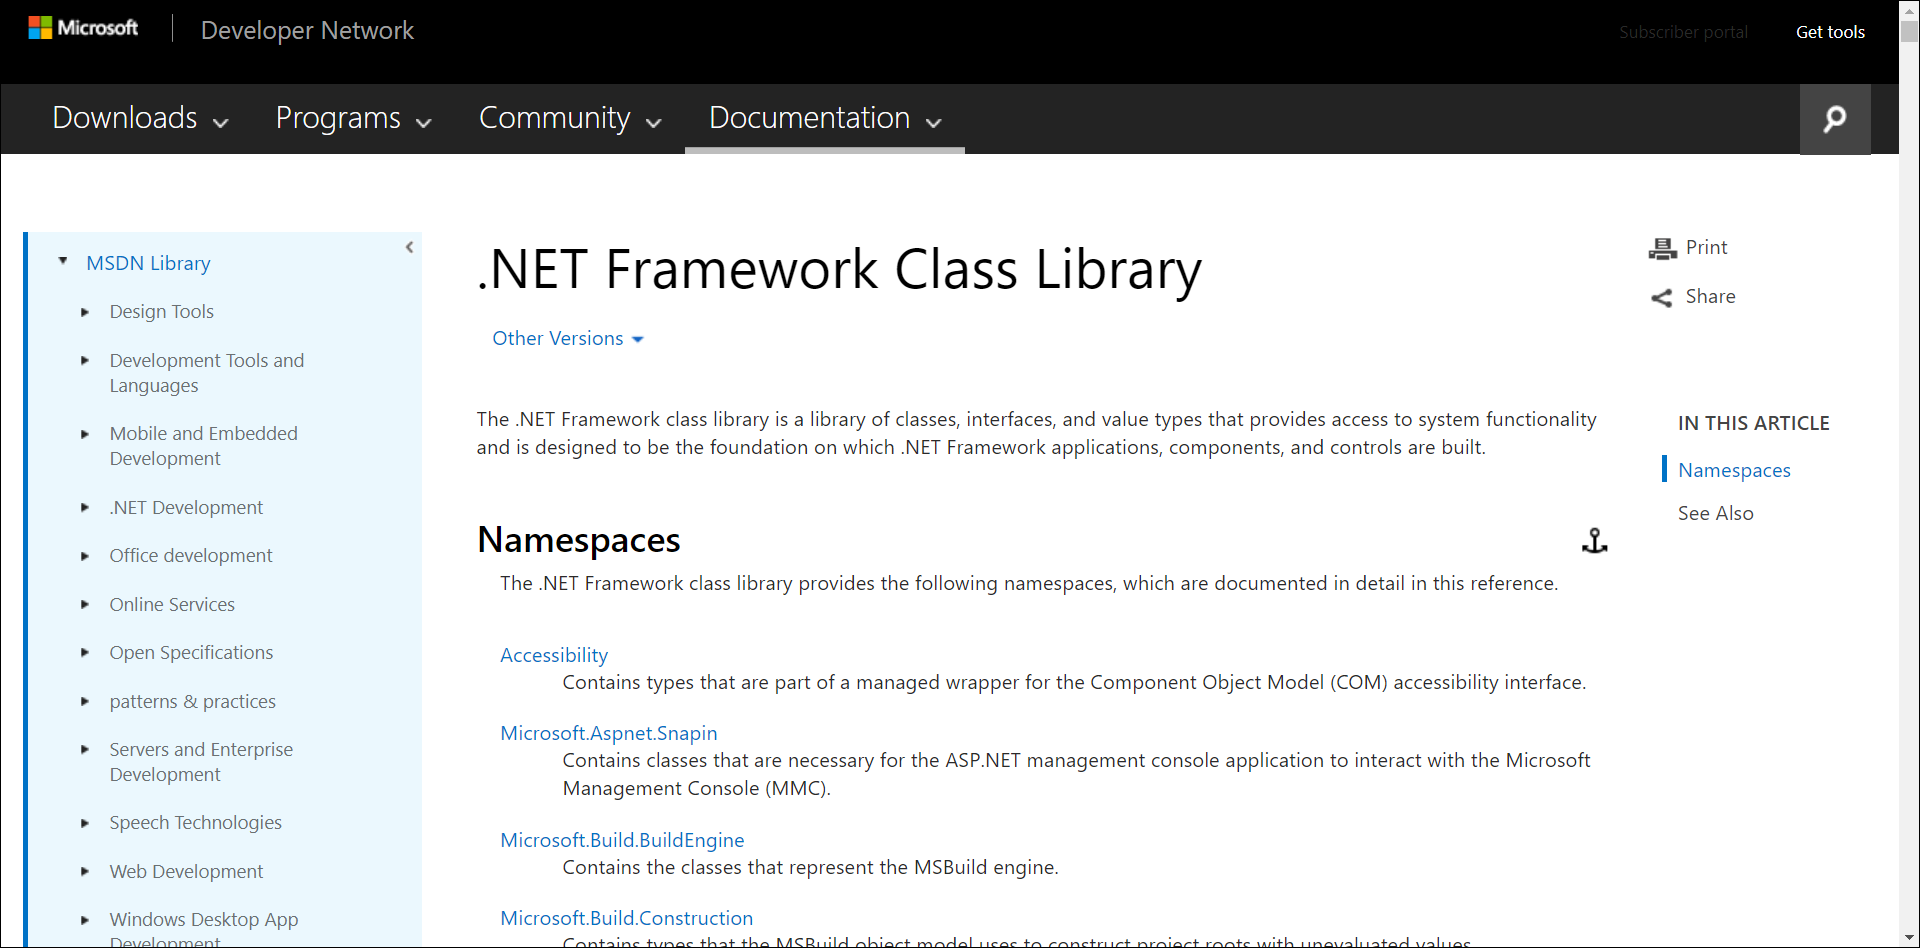 Microsoft
Developer Network
Subscriber portal
Get tools
Downloads
Programs
Community
Documentation
MSDN Library
Design Tools
Development Tools and
Languages
Mobile and Embedded
Development
.NET Development
Office development
Online Services
Open Specifications
patterns & practices
Servers and Enterprise
Development
Speech Technologies
Web Development
Windows Desktop App
Development
.NET Framework Class Library
Other Versions
The .NET Framework class library is a library of classes, interfaces, and value types that provides access to system functionality
and is designed to be the foundation on which .NET Framework applications, components, and controls are built.
Namespaces
The .NET Framework class library provides the following namespaces, which are documented in detail in this reference.
Accessibility
Contains types that are part of a managed wrapper for the Component Object Model (COM) accessibility interface.
Microsoft.Aspnet.Snapin
Contains classes that are necessary for the ASP.NET management console application to interact with the Microsoft
Management Console (MMC).
Microsoft.Build.BuildEngine
Contains the classes that represent the MSBuild engine.
Microsoft.Build.Construction
Contains types that the MSBuild object model uses to construct project roots with unevaluated values.
Print
Share
IN THIS ARTICLE
Namespaces
See Also